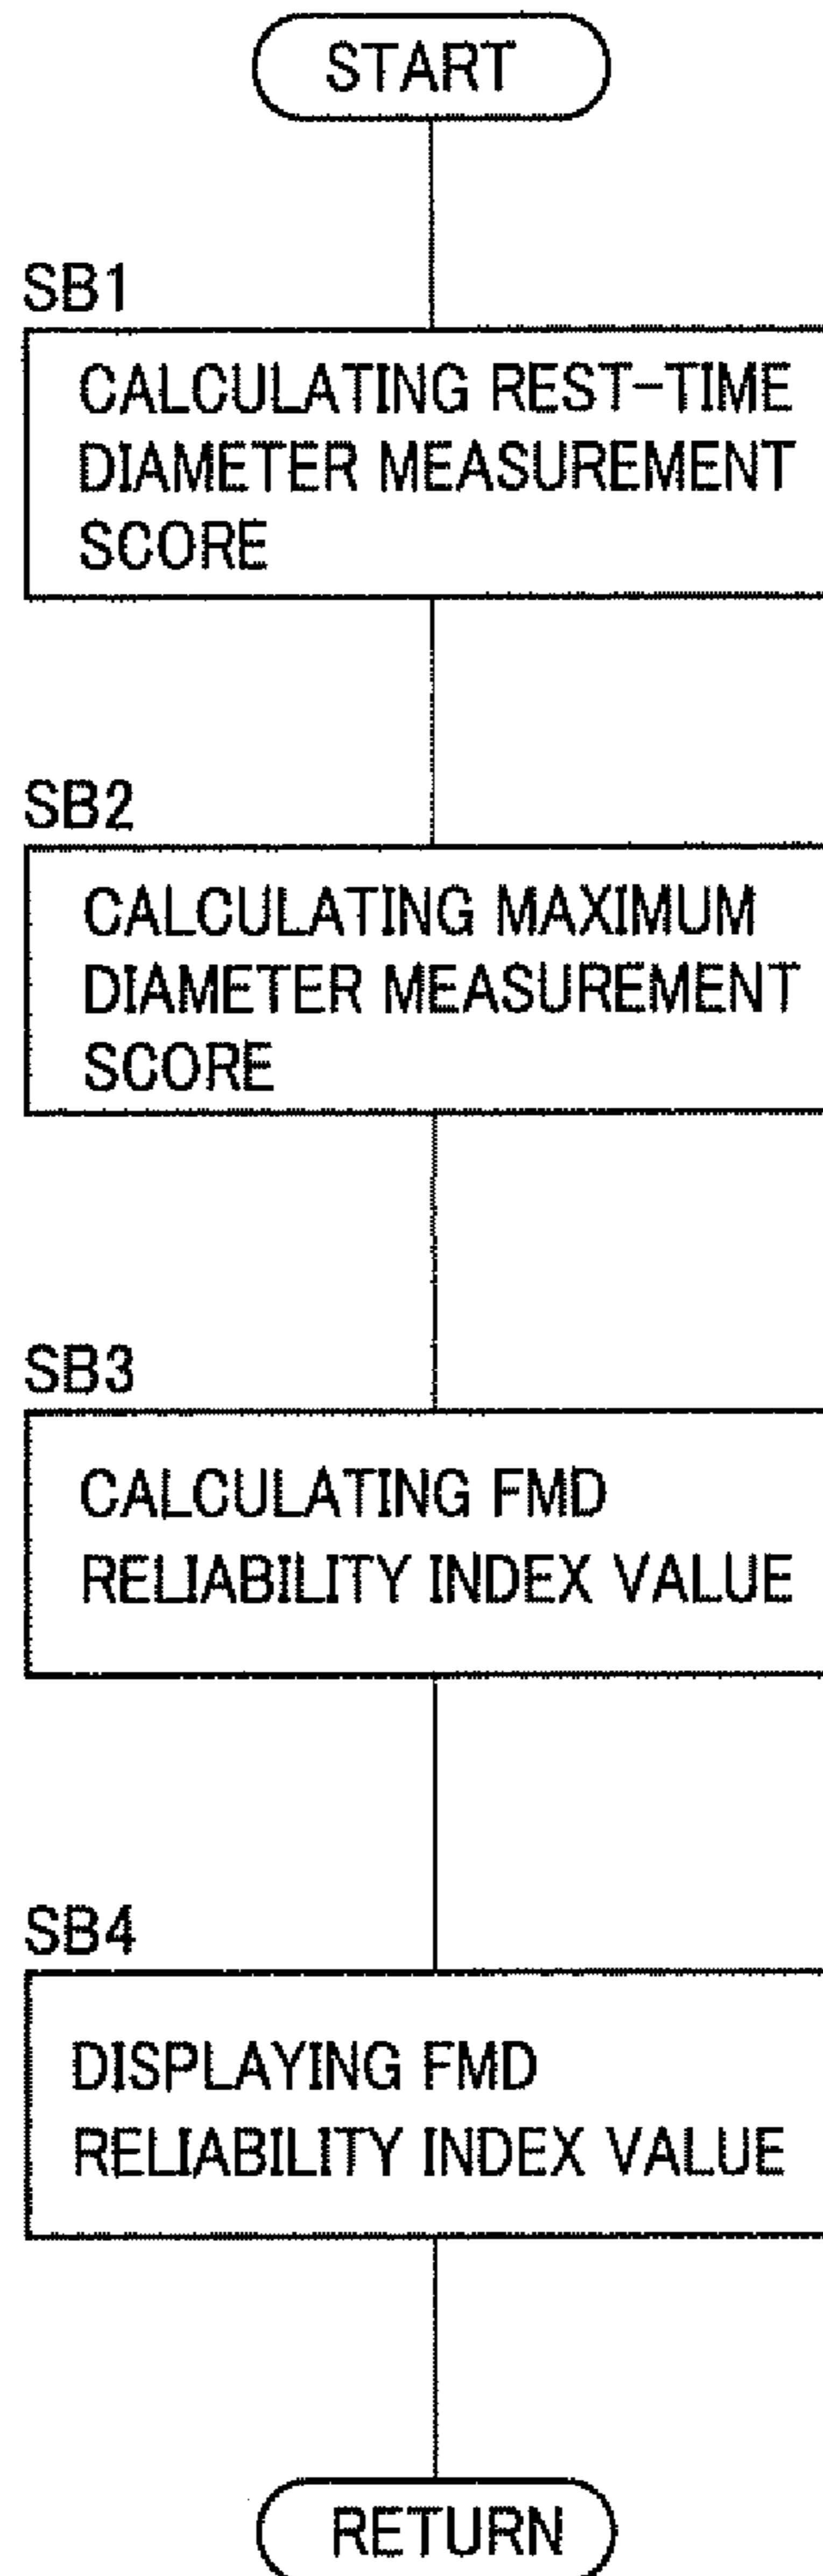 START
SB1
CALCULATING REST-TIME
DIAMETER MEASUREMENT
SCORE
SB2
CALCULATING MAXIMUM
DIAMETER MEASUREMENT
SCORE
SB3
CALCULATING FMD
RELIABILITY INDEX VALUE
SB4
DISPLAYING FMD
RELIABILITY INDEX VALUE
RETURN